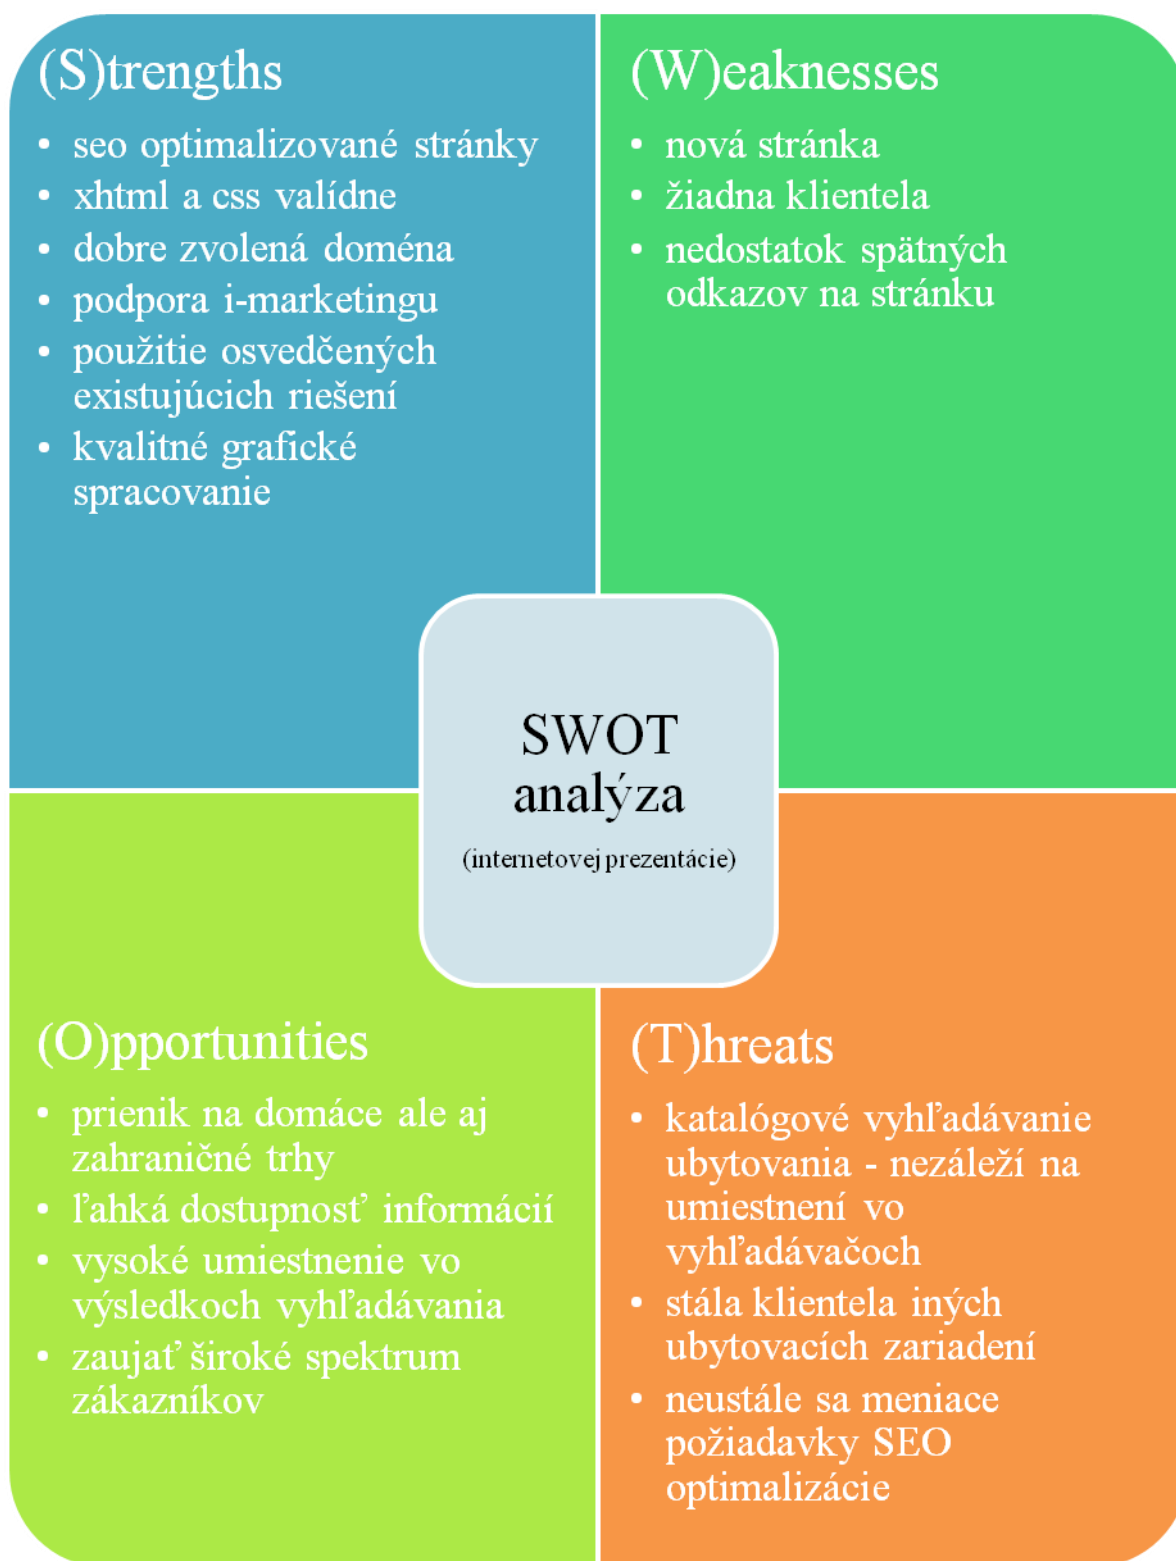 (S)trengths
• seo optimalizované stránky
• xhtml a css valídne
• dobre zvolená doména
• podpora i-marketingu
• použitie osvedčených
existujúcich riešení
• kvalitné grafické
spracovanie
(W)eaknesses
• nová stránka
• žiadna klientela
• nedostatok spätných
odkazov na stránku
SWOT
analýza
(internetovej prezentácie)
(O)pportunities
• prienik na domáce ale aj
zahraničné trhy
• ľahká dostupnosť informácií
• vysoké umiestnenie vo
výsledkoch vyhľadávania
• zaujať široké spektrum
zákazníkov
(T)hreats
• katalógové vyhľadávanie
ubytovania - nezáleží na
umiestnení vo
vyhľadávačoch
• stála klientela iných
ubytovacích zariadení
• neustále sa meniace
požiadavky SEO
optimalizácie